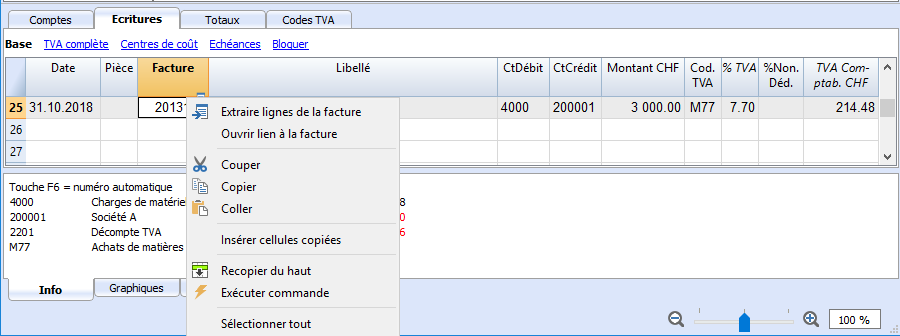 Comptes Ecritures Totaux Codes TVA
Base TVA complète Centres de coût Echéances Bloquer
Date Pièce Facture Libellé CtDébit CtCrédit Montant CHF Cod. TVA % TVA %Non. Déd. TVA Comptab. CHF
25 31.10.2018 2013 4000 200001 3 000.00 M77 7.70 214.48
26
27
Extraire lignes de la facture
Ouvrir lien à la facture
Couper
Copier
Coller
Insérer cellules copiées
Recopier du haut
Exécuter commande
Sélectionner tout
Touche F6 = numéro automatique
4000 Charges de matérie 8
200001 Société A 0
2201 Décompte TVA 6
M77 Achats de matières
Info Graphiques
100 %